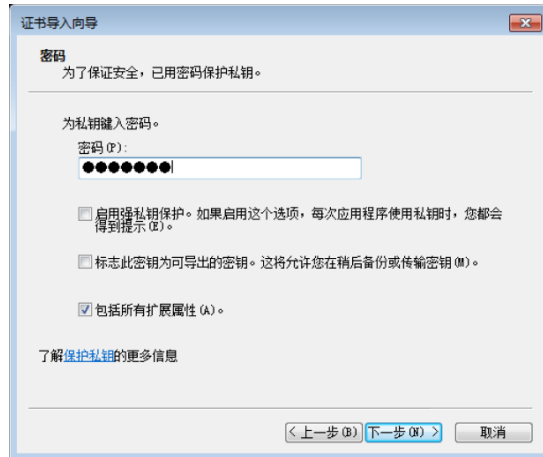 证书导入向导
密码
为了保证安全，已用密码保护私钥。
为私钥键入密码。
密码(P):
●●●●●●●
启用强私钥保护。如果启用这个选项，每次应用程序使用私钥时，您都会
得到提示(E)。
标志此密钥为可导出的密钥。这将允许您在稍后备份或传输密钥(M)。
包括所有扩展属性(A)。
了解保护私钥的更多信息
< 上一步(B) 下一步(N) > 取消